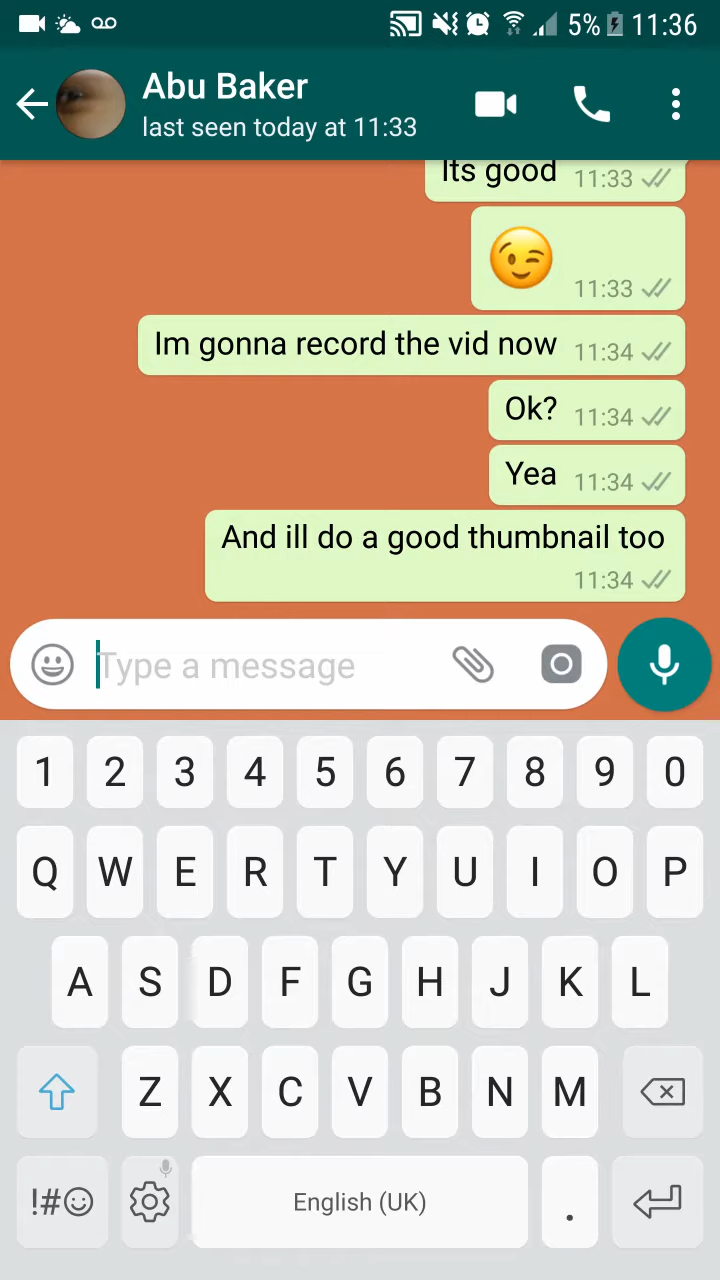 5% 11:36
Abu Baker
last seen today at 11:33
Its good 11:33
11:33
Im gonna record the vid now 11:34
Ok? 11:34
Yea 11:34
And ill do a good thumbnail too
11:34
Type a message
1 2 3 4 5 6 7 8 9 0
Q W E R T Y U I O P
A S D F G H J K L
Z X C V B N M
!#☺ English (UK) .